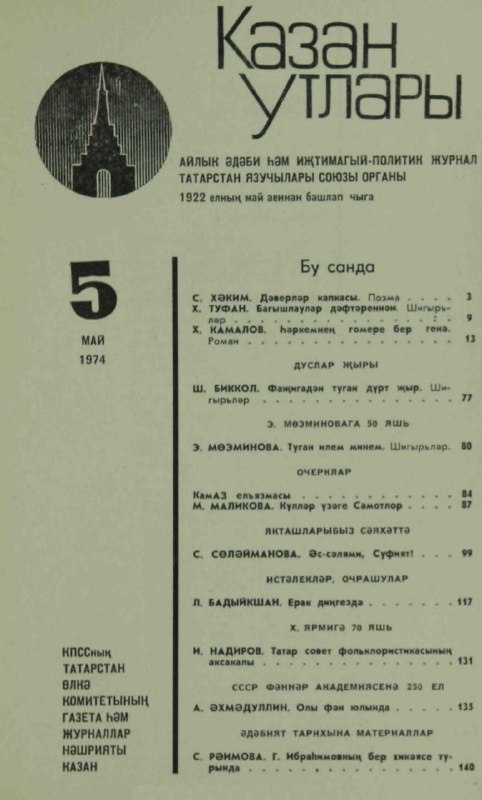 Казан
утлары
АЙЛЫК ӘДӘБИ ҺӘМ ИҖТИМАГЫЙ-ПОЛИТИК ЖУРНАЛ
ТАТАРСТАН ЯЗУЧЫЛАРЫ СОЮЗЫ ОРГАНЫ
1922 елның май аеннан башлап чыга
5
МАЙ
1974
Бу санда
С. ХӘКИМ. Дәверләр капкасы. Поэма . . . . 3
Х. ТУФАН. Багышлаулар дәфтәреннән. Шигырь-
ләр . . . . . . . . . . . . . . . . . 9
Х. КАМАЛОВ. Һәркемнең гомере бер генә.
Роман . . . . . . . . . . . . . . . . 13
ДУСЛАР ҖЫРЫ
Ш. БИККОЛ. Фаҗигадән туган дүрт җыр. Ши-
гырьләр . . . . . . . . . . . . . . . 77
Э. МӨЭМИНОВАГА 50 ЯШЬ
Э. МӨЭМИНОВА. Туган илем минем. Шигырьләр. 80
ОЧЕРКЛАР
КамАЗ елъязмасы . . . . . . . . . . . 84
М. МАЛИКОВА. Күлләр үзәге Самотлор . . . . 87
ЯКТАШЛАРЫБЫЗ СӘЯХӘТТӘ
С. СӨЛӘЙМАНОВА. Әс-сәлями, Суфият! . . . 99
ИСТӘЛЕКЛӘР, ОЧРАШУЛАР
Л. БАДЫЙКШАН. Ерак диңгездә . . . . . . . 117
Х. ЯРМИГӘ 70 ЯШЬ
И. НАДИРОВ. Татар совет фольклористикасының
аксакалы . . . . . . . . . . . . . . 131
СССР ФӘННӘР АКАДЕМИЯСЕНӘ 250 ЕЛ
А. ӘХМӘДУЛЛИН. Олы фән юлында . . . . . 135
ӘДӘБИЯТ ТАРИХЫНА МАТЕРИАЛЛАР
С. РӘИМОВА. Г. Ибраһимовның бер хикәясе ту-
рында . . . . . . . . . . . . . . . . 140
КПССның
ТАТАРСТАН
ӨЛКӘ
КОМИТЕТЫНЫҢ
ГАЗЕТА ҺӘМ
ЖУРНАЛЛАР
НӘШРИЯТЫ
КАЗАН